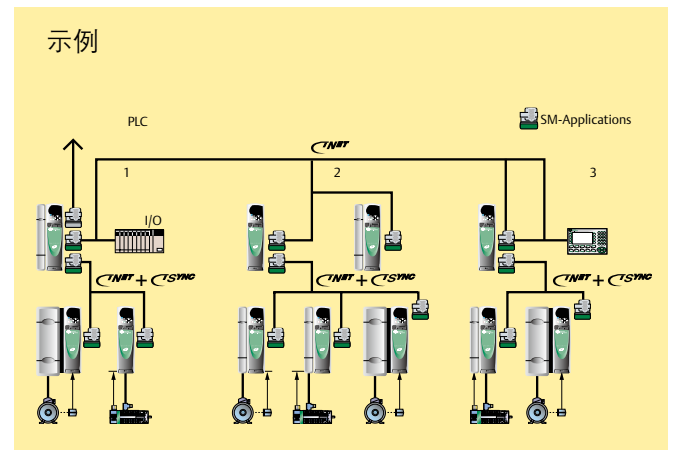 示例
PLC
SM-Applications
CTNET
1
2
3
I/O
CTNET + CTSYNC
CTNET + CTSYNC
CTNET + CTSYNC